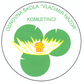 OSNOVNA ŠKOLA "VLADIMIR NAZOR"
KOMLETINCI